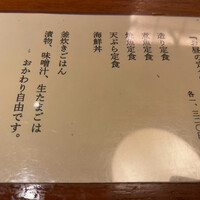 造り定食
煮魚定食
焼魚定食
天ぷら定食
海鮮丼
釜炊きごはん
漬物、味噌汁、生たまごは
おかわり自由です。